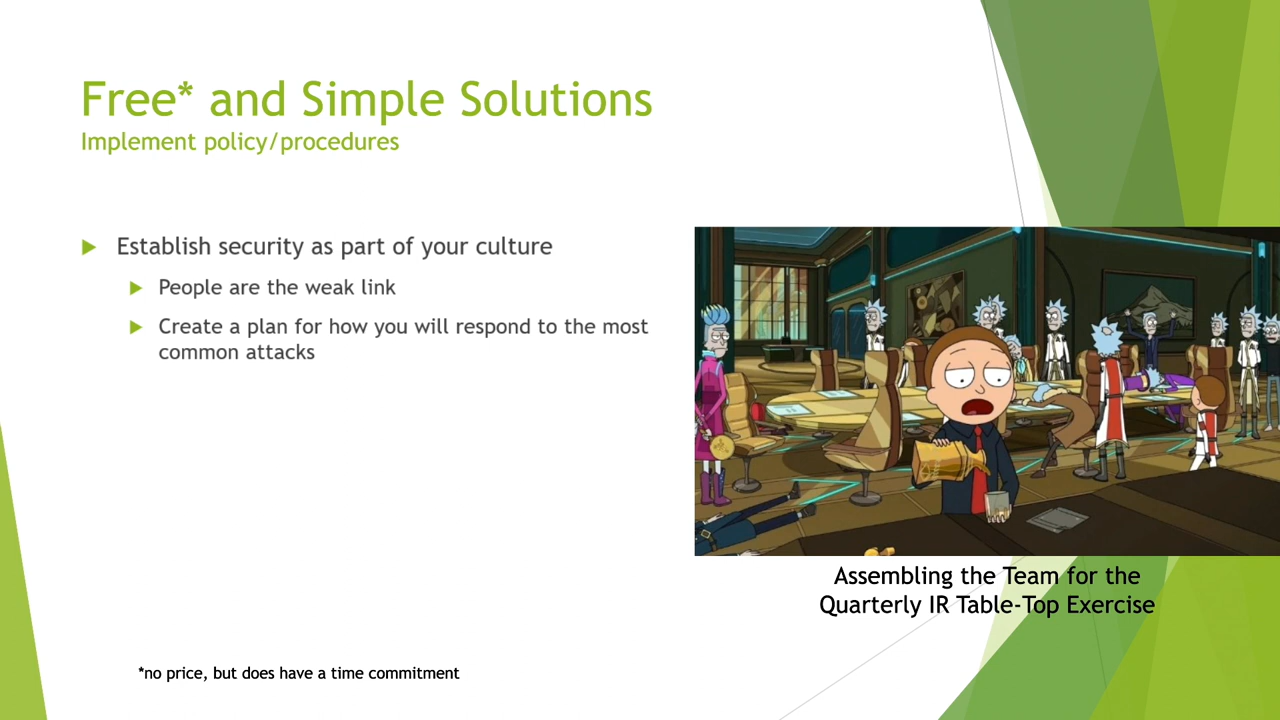 Free* and Simple Solutions
Implement policy/procedures
Establish security as part of your culture
People are the weak link
Create a plan for how you will respond to the most
common attacks
Assembling the Team for the
Quarterly IR Table-Top Exercise
*no price, but does have a time commitment